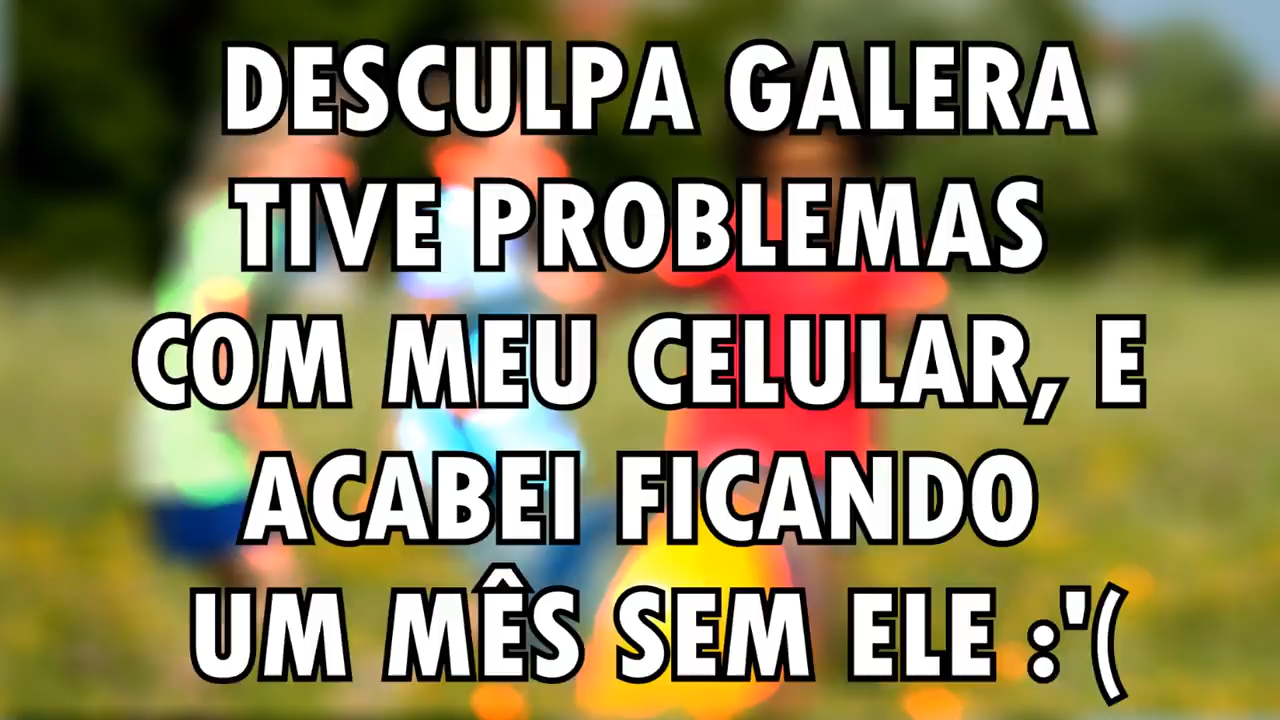 DESCULPA GALERA
TIVE PROBLEMAS
COM MEU CELULAR, E
ACABEI FICANDO
UM MÊS SEM ELE :'(